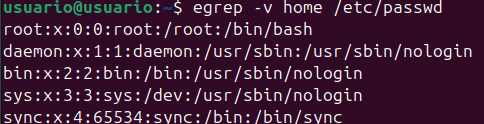 usuario@usuario:~$ egrep -v home /etc/passwd
root:x:0:0:root:/root:/bin/bash
daemon:x:1:1:daemon:/usr/sbin:/usr/sbin/nologin
bin:x:2:2:bin:/bin:/usr/sbin/nologin
sys:x:3:3:sys:/dev:/usr/sbin/nologin
sync:x:4:65534:sync:/bin:/bin/sync